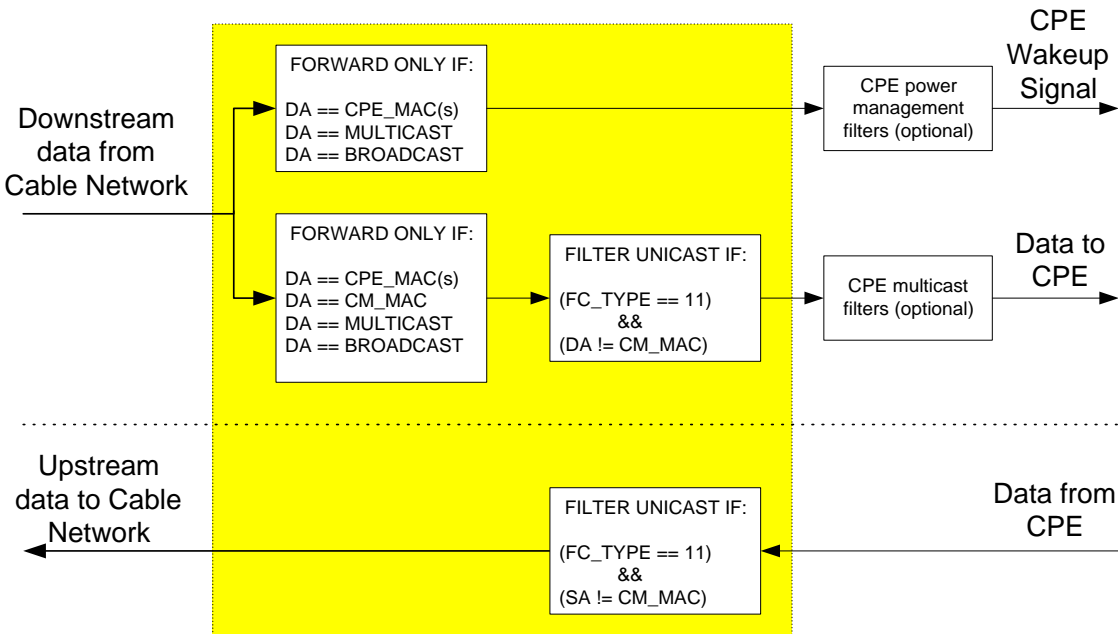 Downstream
data from
Cable Network
FORWARD ONLY IF:
DA == CPE_MAC(s)
DA == MULTICAST
DA == BROADCAST
CPE power
management
filters (optional)
CPE
Wakeup
Signal
FORWARD ONLY IF:
DA == CPE_MAC(s)
DA == CM_MAC
DA == MULTICAST
DA == BROADCAST
FILTER UNICAST IF:
(FC_TYPE == 11)
&&
(DA != CM_MAC)
CPE multicast
filters (optional)
Data to
CPE
Upstream
data to Cable
Network
FILTER UNICAST IF:
(FC_TYPE == 11)
&&
(SA != CM_MAC)
Data from
CPE